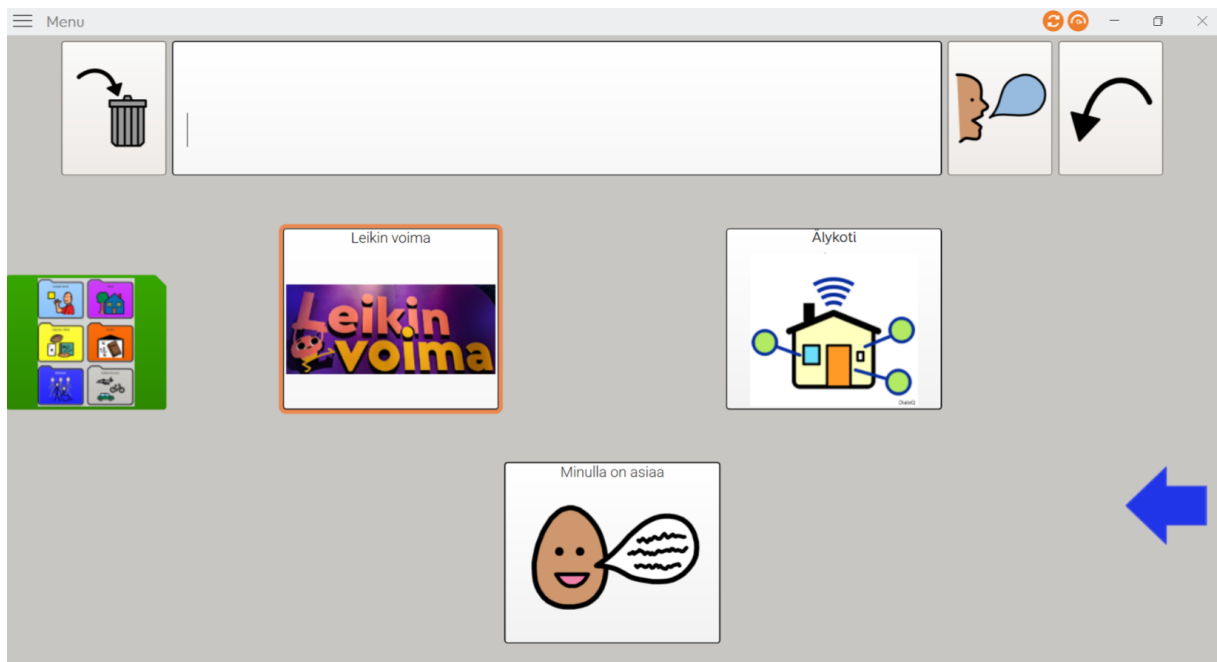 Menu
Leikin voima
Leikin
voima
Älykoti
Minulla on asiaa